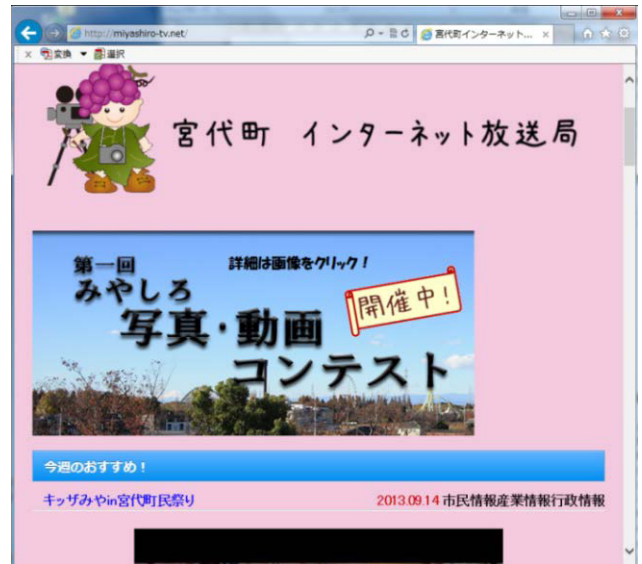 http://miyashiro-tv.net/
宮代町インターネット...
× 変換 ▼ 選択
宮代町 インターネット放送局
第一回
詳細は画像をクリック!
みやしろ
開催中!
写真・動画
コンテスト
今週のおすすめ!
キッザみやin宮代町民祭り 2013.09.14 市民情報産業情報行政情報